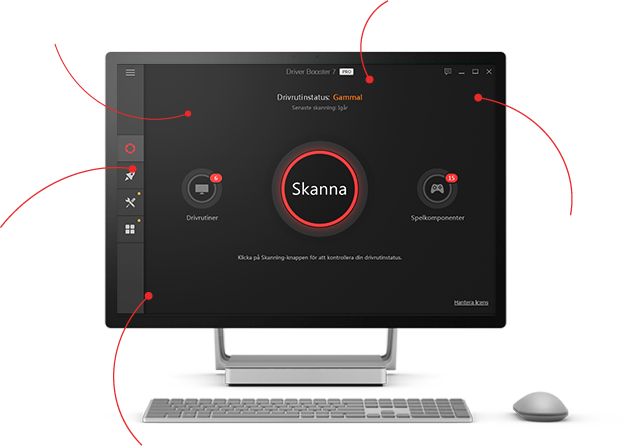 Driver Booster 7 PRO
Drivrutinstatus: Gammal
Senaste skanning: Igår
6
15
Skanna
Drivrutiner
Spelkomponenter
Klicka på Skanning-knappen för att kontrollera din drivrutinstatus.
Hantera licens